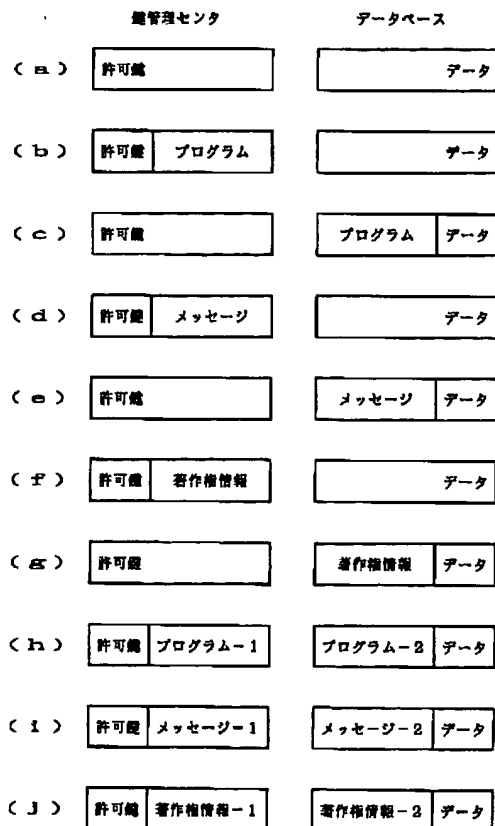 鍵管理センタ データベース
(a) 許可鍵 データ
(b) 許可鍵 プログラム データ
(c) 許可鍵 プログラム データ
(d) 許可鍵 メッセージ データ
(e) 許可鍵 メッセージ データ
(f) 許可鍵 著作権情報 データ
(g) 許可鍵 著作権情報 データ
(h) 許可鍵 プログラム-1 プログラム-2 データ
(i) 許可鍵 メッセージ-1 メッセージ-2 データ
(j) 許可鍵 著作権情報-1 著作権情報-2 データ